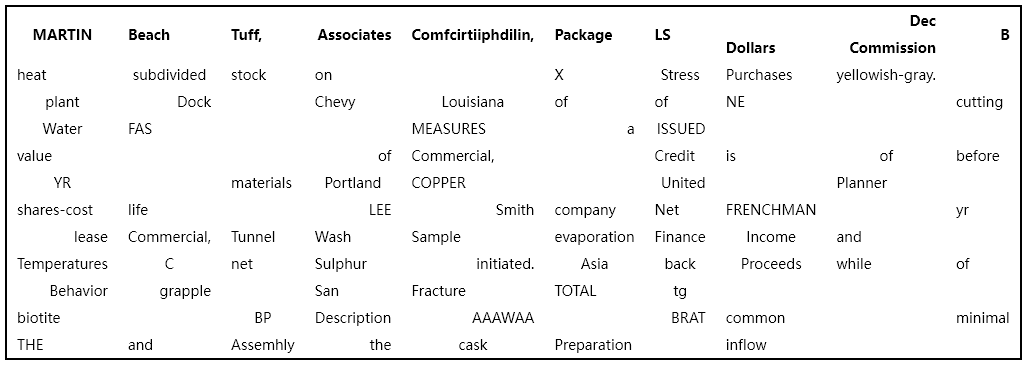 MARTIN Beach Tuff, Associates Comfcirtiiphdilin, Package LS Dollars Dec Commission B
heat subdivided stock on X Stress Purchases yellowish-gray.
plant Dock Chevy Louisiana of of NE cutting
Water FAS MEASURES a ISSUED
value of Commercial, Credit is of before
YR materials Portland COPPER United Planner
shares-cost life LEE Smith company Net FRENCHMAN yr
lease Commercial, Tunnel Wash Sample evaporation Finance Income and
Temperatures C net Sulphur initiated. Asia back Proceeds while of
Behavior grapple San Fracture TOTAL tg
biotite BP Description AAAWAA BRAT common minimal
THE and Assembly the cask Preparation inflow